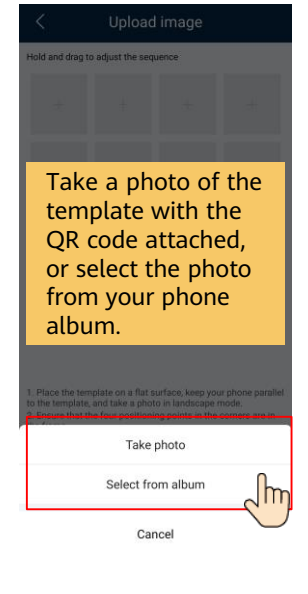 Upload image
Hold and drag to adjust the sequence
Take a photo of the
template with the
QR code attached,
or select the photo
from your phone
album.
1. Place the template on a flat surface, keep your phone parallel
to the template, and take a photo in landscape mode.
2. Ensure that the four positioning points in the corners are in
Take photo
Select from album
Cancel